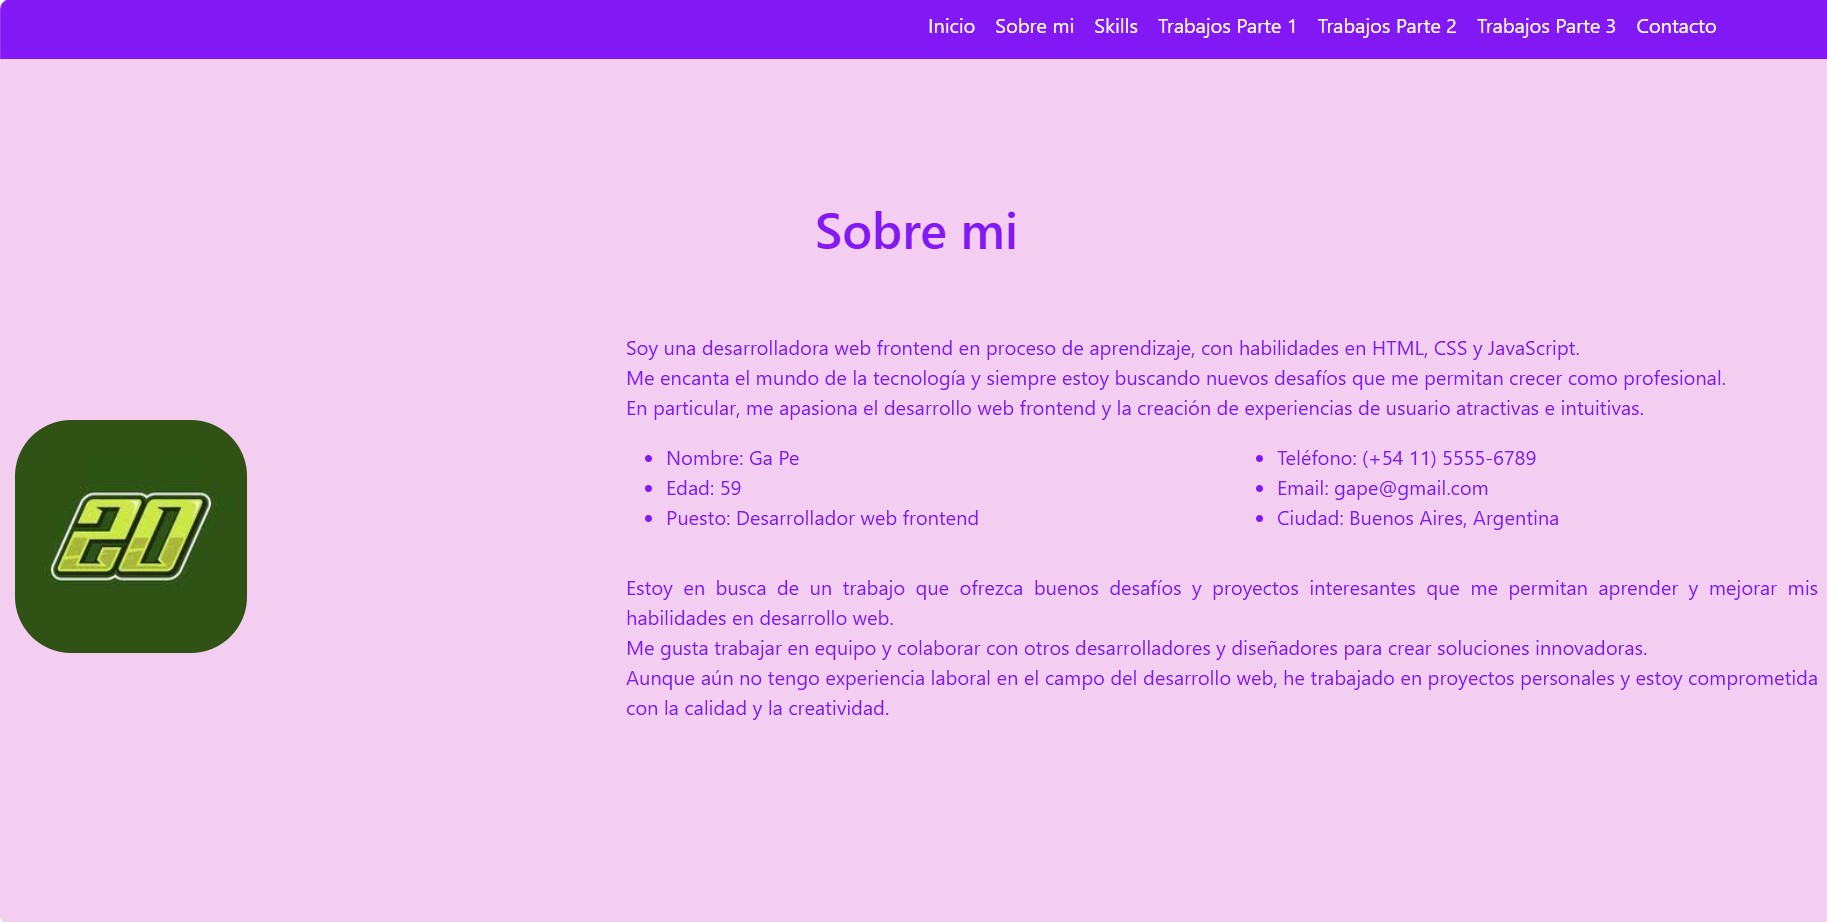 Inicio Sobre mi Skills Trabajos Parte 1 Trabajos Parte 2 Trabajos Parte 3 Contacto
Sobre mi
20
Soy una desarrolladora web frontend en proceso de aprendizaje, con habilidades en HTML, CSS y JavaScript.
Me encanta el mundo de la tecnología y siempre estoy buscando nuevos desafíos que me permitan crecer como profesional.
En particular, me apasiona el desarrollo web frontend y la creación de experiencias de usuario atractivas e intuitivas.
Nombre: Ga Pe
Edad: 59
Puesto: Desarrollador web frontend
Teléfono: (+54 11) 5555-6789
Email: gape@gmail.com
Ciudad: Buenos Aires, Argentina
Estoy en busca de un trabajo que ofrezca buenos desafíos y proyectos interesantes que me permitan aprender y mejorar mis
habilidades en desarrollo web.
Me gusta trabajar en equipo y colaborar con otros desarrolladores y diseñadores para crear soluciones innovadoras.
Aunque aún no tengo experiencia laboral en el campo del desarrollo web, he trabajado en proyectos personales y estoy comprometida
con la calidad y la creatividad.